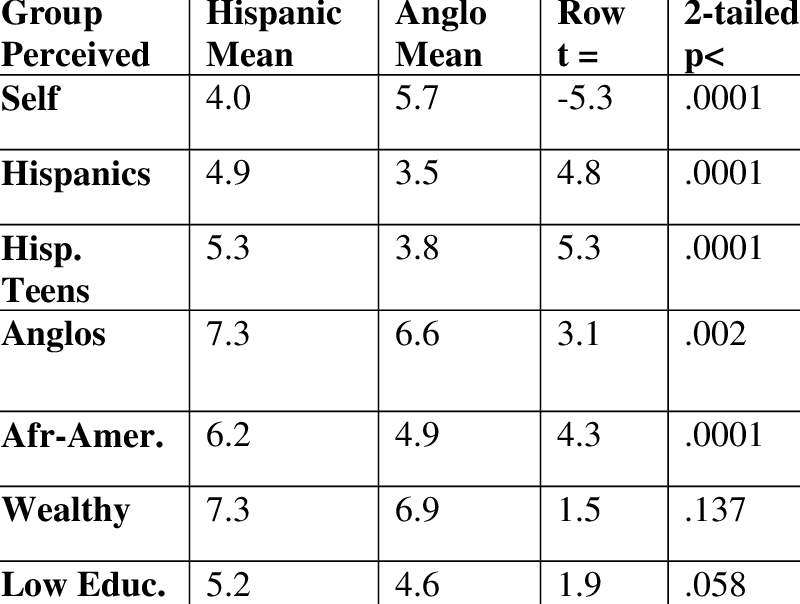 Group Hispanic Anglo Row 2-tailed
Perceived Mean Mean t = p<
Self 4.0 5.7 -5.3 .0001
Hispanics 4.9 3.5 4.8 .0001
Hisp. 5.3 3.8 5.3 .0001
Teens
Anglos 7.3 6.6 3.1 .002
Afr-Amer. 6.2 4.9 4.3 .0001
Wealthy 7.3 6.9 1.5 .137
Low Educ. 5.2 4.6 1.9 .058